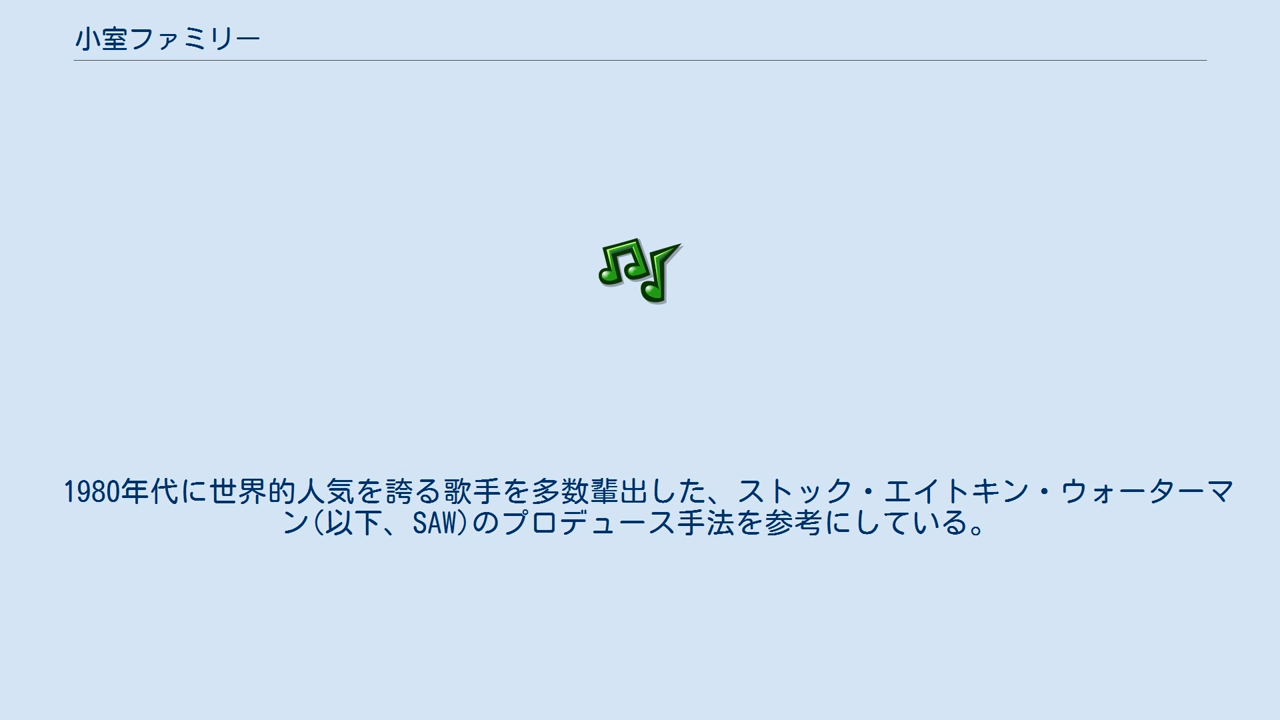 小室ファミリー
1980年代に世界的人気を誇る歌手を多数輩出した、ストック・エイトキン・ウォーターマ
ン(以下、SAW)のプロデュース手法を参考にしている。